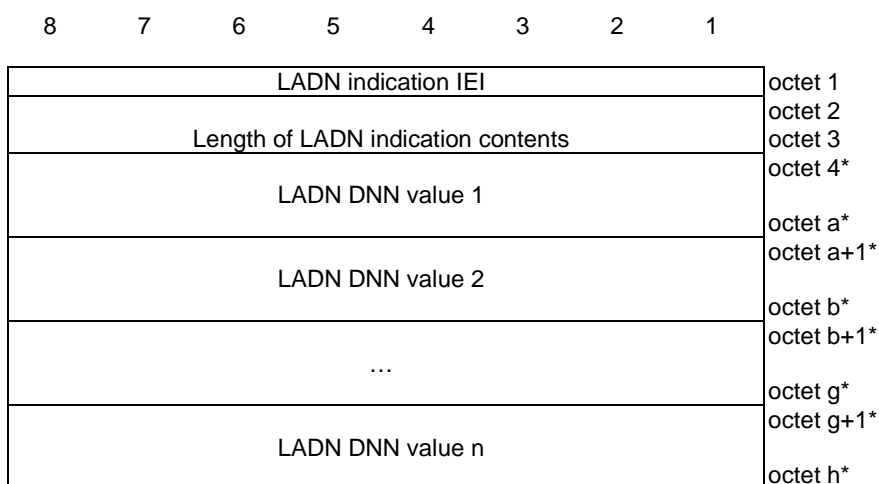 8 7 6 5 4 3 2 1
LADN indication IEI octet 1
octet 2
Length of LADN indication contents octet 3
octet 4*
LADN DNN value 1
octet a*
octet a+1*
LADN DNN value 2
octet b*
octet b+1*
…
octet g*
octet g+1*
LADN DNN value n
octet h*